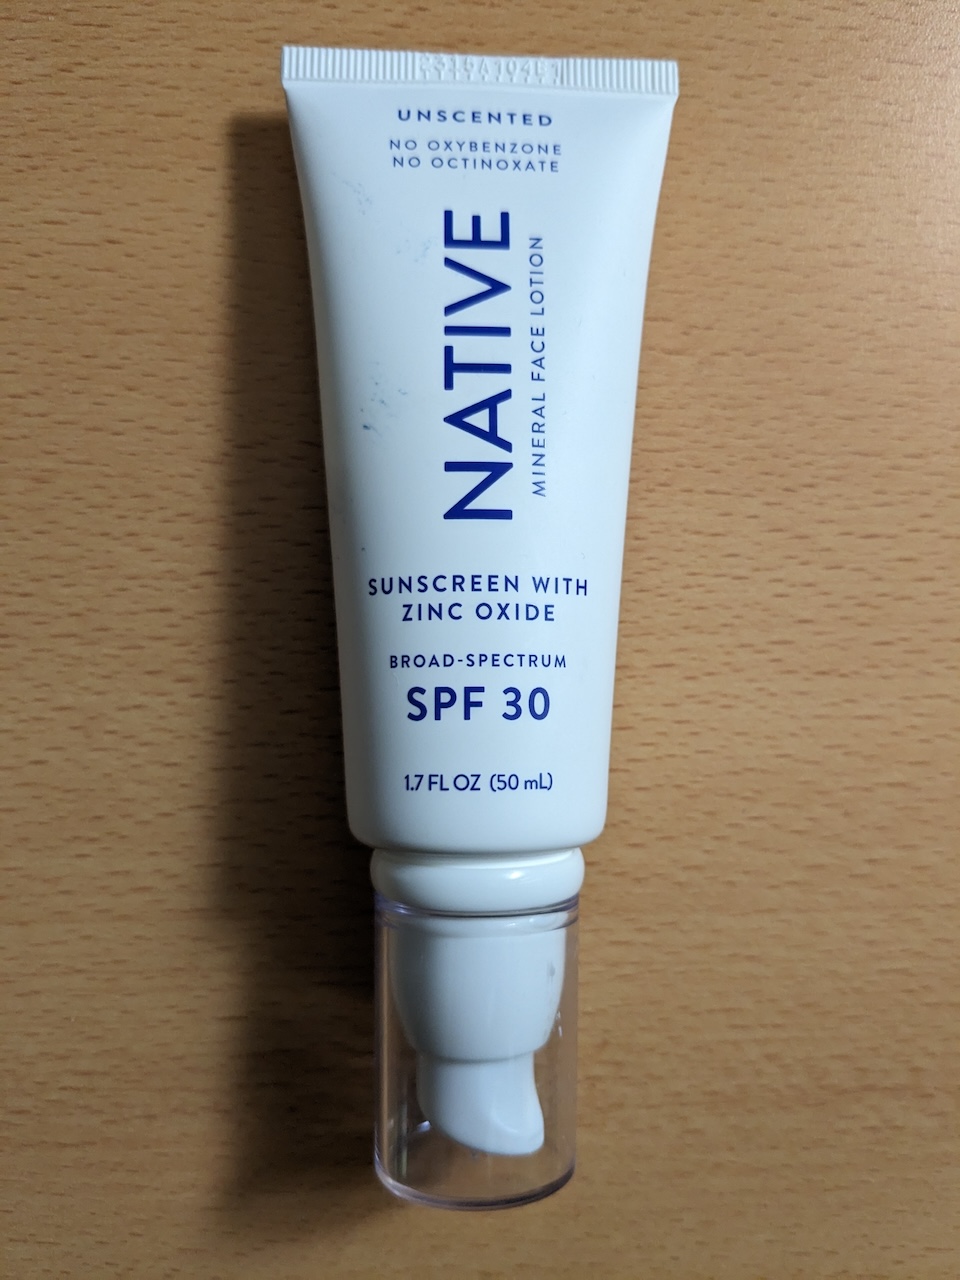 UNSCENTED
NO OXYBENZONE
NO OCTINOXATE
NATIVE
MINERAL FACE LOTION
SUNSCREEN WITH
ZINC OXIDE
BROAD-SPECTRUM
SPF 30
1.7 FL OZ (50 mL)